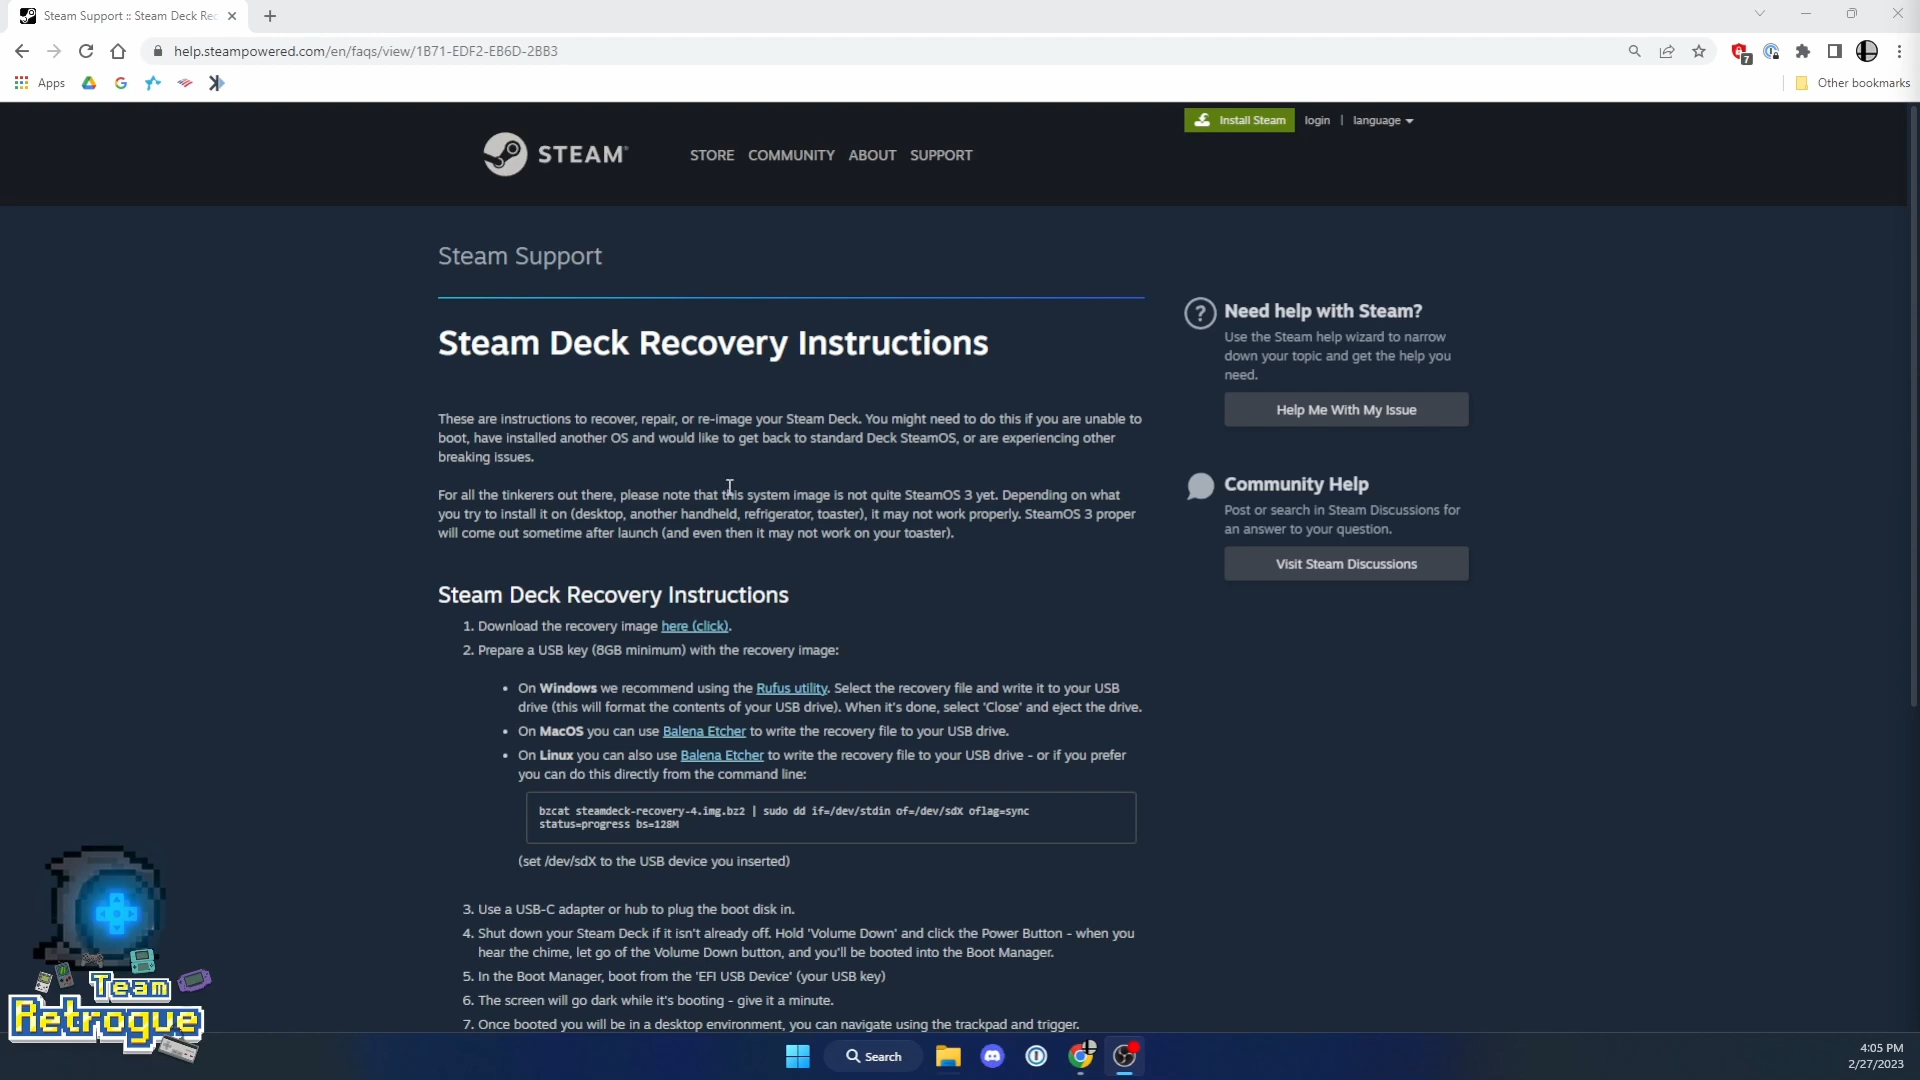 Steam Support :: Steam Deck Rec
help.steampowered.com/en/faqs/view/1B71-EDF2-EB6D-2BB3
7
Apps
Other bookmarks
Install Steam login | language
STEAM
STORE COMMUNITY ABOUT SUPPORT
Steam Support
Steam Deck Recovery Instructions
These are instructions to recover, repair, or re-image your Steam Deck. You might need to do this if you are unable to
boot, have installed another OS and would like to get back to standard Deck SteamOS, or are experiencing other
breaking issues.
For all the tinkerers out there, please note that this system image is not quite SteamOS 3 yet. Depending on what
you try to install it on (desktop, another handheld, refrigerator, toaster), it may not work properly. SteamOS 3 proper
will come out sometime after launch (and even then it may not work on your toaster).
Steam Deck Recovery Instructions
1. Download the recovery image here (click).
2. Prepare a USB key (8GB minimum) with the recovery image:
• On Windows we recommend using the Rufus utility. Select the recovery file and write it to your USB
drive (this will format the contents of your USB drive). When it's done, select 'Close' and eject the drive.
• On MacOS you can use Balena Etcher to write the recovery file to your USB drive.
• On Linux you can also use Balena Etcher to write the recovery file to your USB drive - or if you prefer
you can do this directly from the command line:
bzcat steamdeck-recovery-4.img.bz2 | sudo dd if=/dev/stdin of=/dev/sdX oflag=sync
status=progress bs=128M
(set /dev/sdX to the USB device you inserted)
3. Use a USB-C adapter or hub to plug the boot disk in.
4. Shut down your Steam Deck if it isn't already off. Hold 'Volume Down' and click the Power Button - when you
hear the chime, let go of the Volume Down button, and you'll be booted into the Boot Manager.
5. In the Boot Manager, boot from the 'EFI USB Device' (your USB key)
6. The screen will go dark while it's booting - give it a minute.
7. Once booted you will be in a desktop environment, you can navigate using the trackpad and trigger.
?
Need help with Steam?
Use the Steam help wizard to narrow
down your topic and get the help you
need.
Help Me With My Issue
Community Help
Post or search in Steam Discussions for
an answer to your question.
Visit Steam Discussions
Team
Retrogue
Search
4:05 PM
2/27/2023